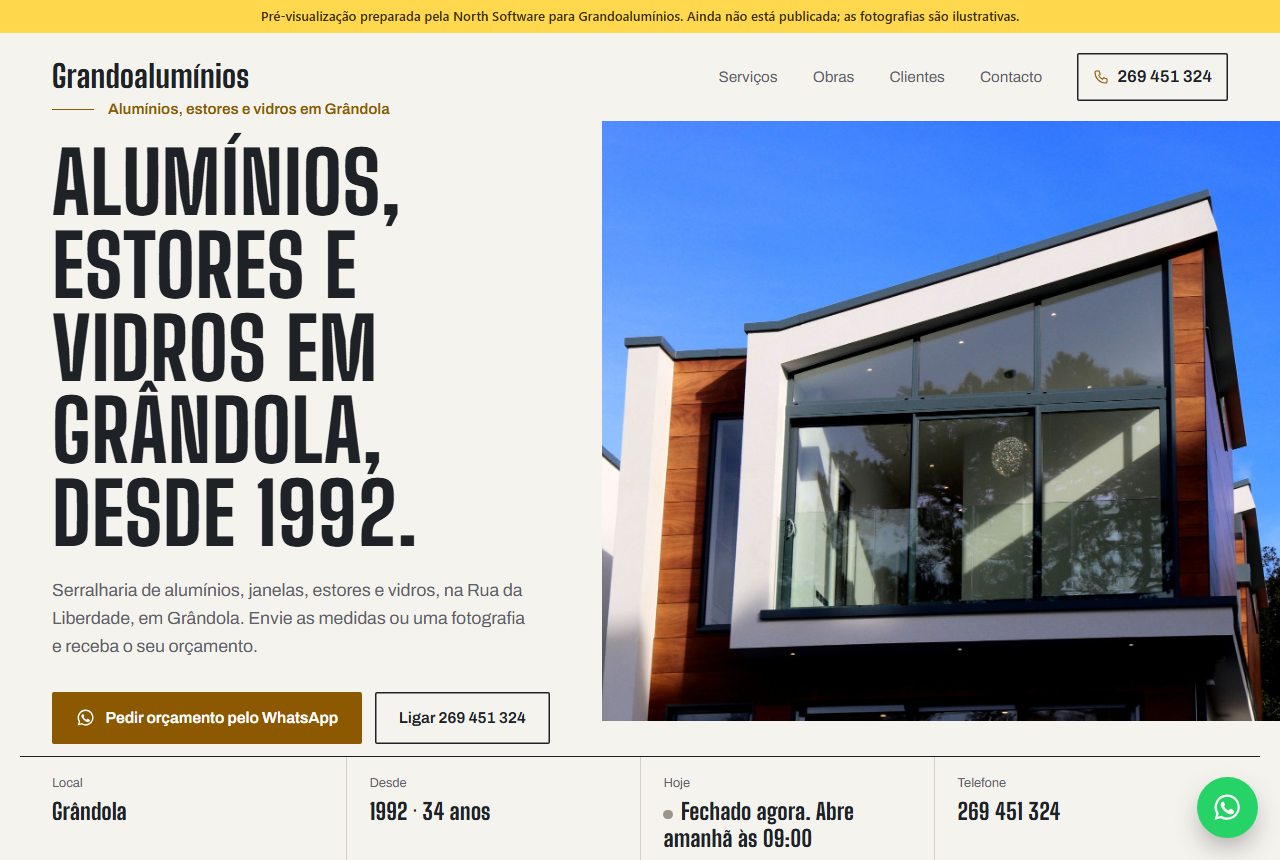 Pré-visualização preparada pela North Software para Grandoalumínios. Ainda não está publicada; as fotografias são ilustrativas.
Grandoalumínios
Serviços
Obras
Clientes
Contacto
269 451 324
Alumínios, estores e vidros em Grândola
ALUMÍNIOS,
ESTORES E
VIDROS EM
GRÂNDOLA,
DESDE 1992.
Serralharia de alumínios, janelas, estores e vidros, na Rua da
Liberdade, em Grândola. Envie as medidas ou uma fotografia
e receba o seu orçamento.
Pedir orçamento pelo WhatsApp
Ligar 269 451 324
Local
Grândola
Desde
1992 · 34 anos
Hoje
Fechado agora. Abre
amanhã às 09:00
Telefone
269 451 324